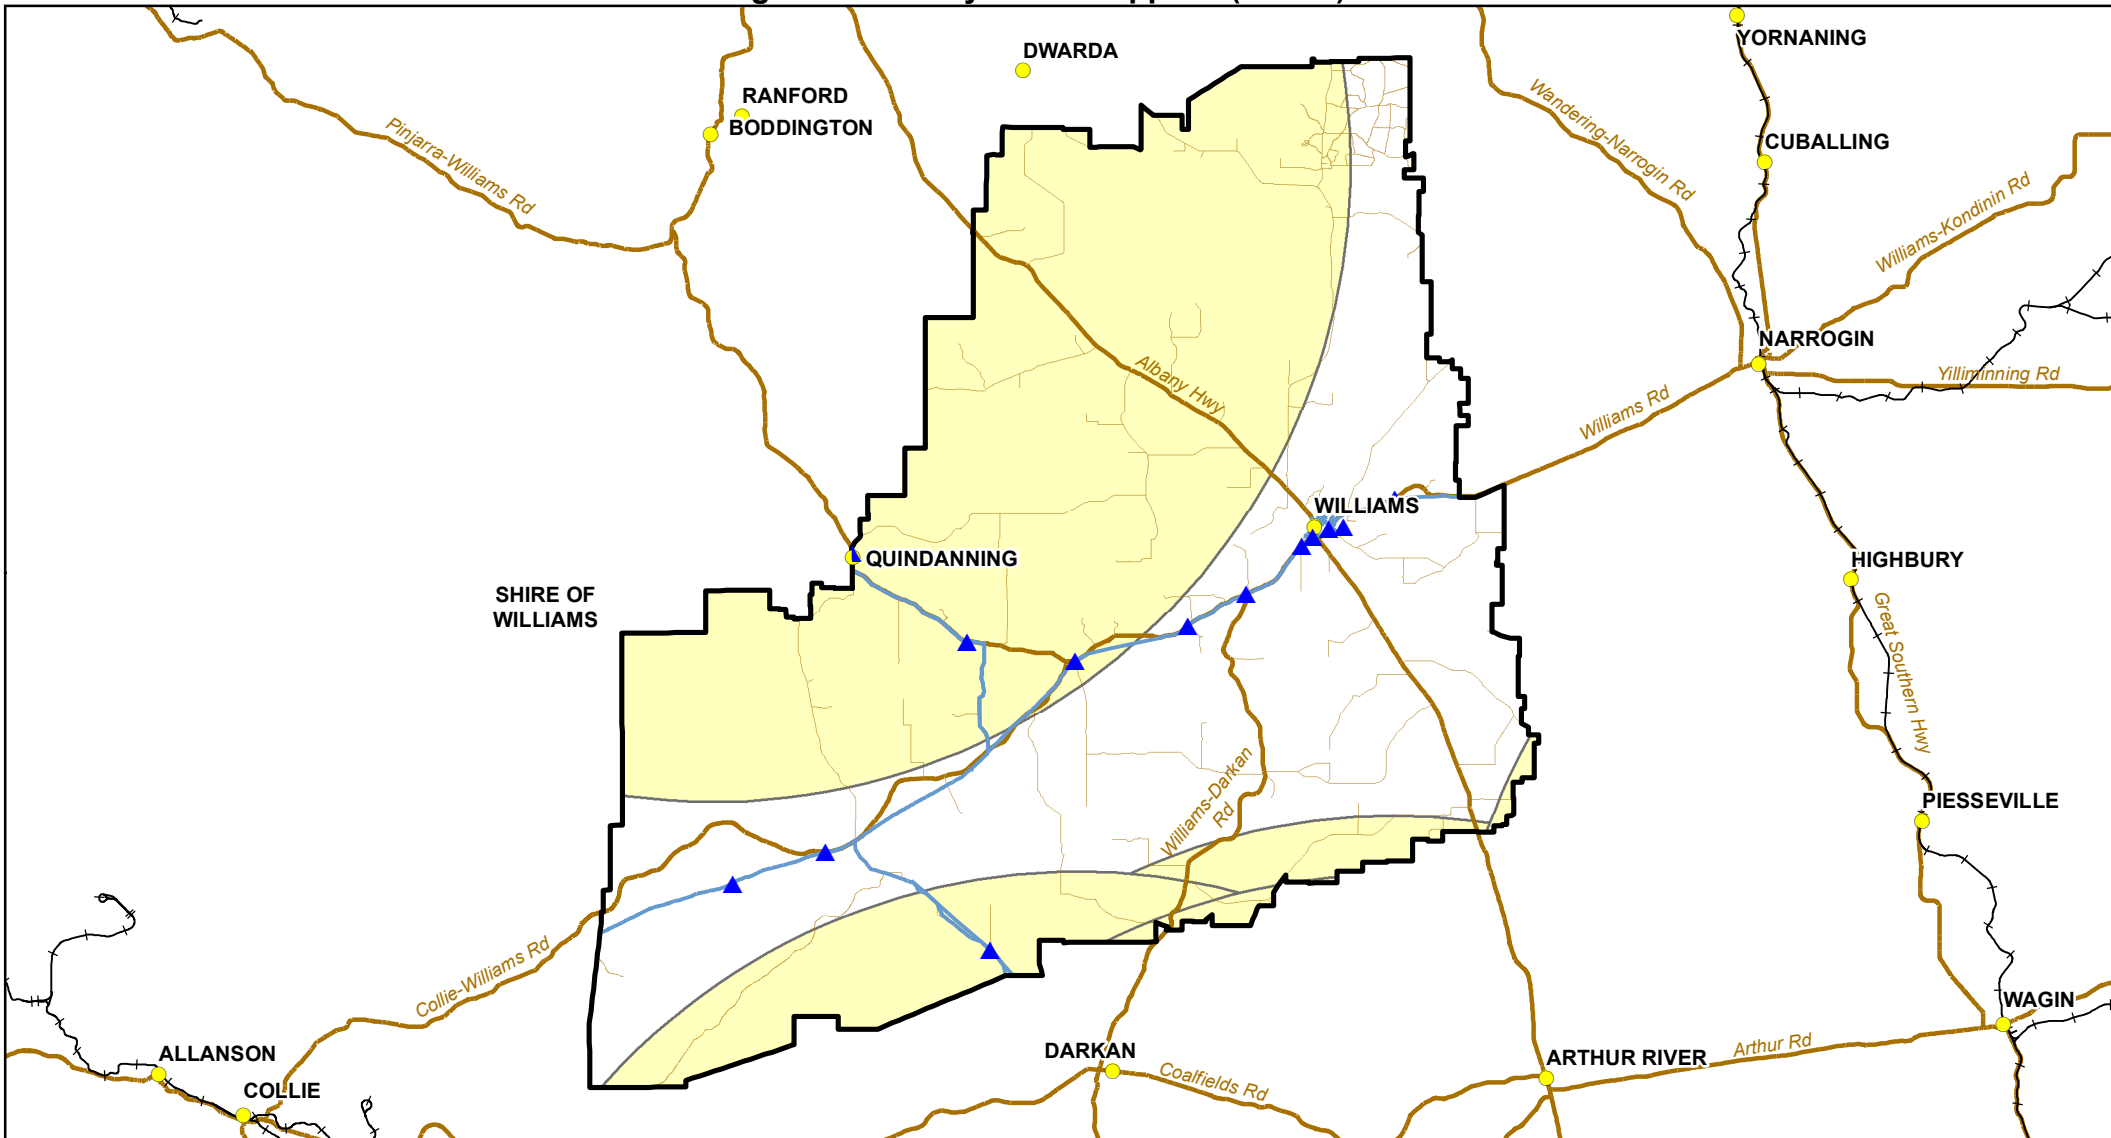 DWARDA
YORNANING
RANFORD
BODDINGTON
Pinjarra-Williams Rd
Wandering-Narrogin Rd
CUBALLING
Williams-Kondinin Rd
NARROGIN
Yilliminning Rd
Albany Hwy
Williams Rd
WILLIAMS
QUINDANNING
HIGHBURY
SHIRE OF
WILLIAMS
Great Southern Hwy
Williams-Darkan
Rd
PIESSEVILLE
Collie-Williams Rd
WAGIN
ALLANSON
DARKAN
ARTHUR RIVER
Arthur Rd
COLLIE
Coalfields Rd